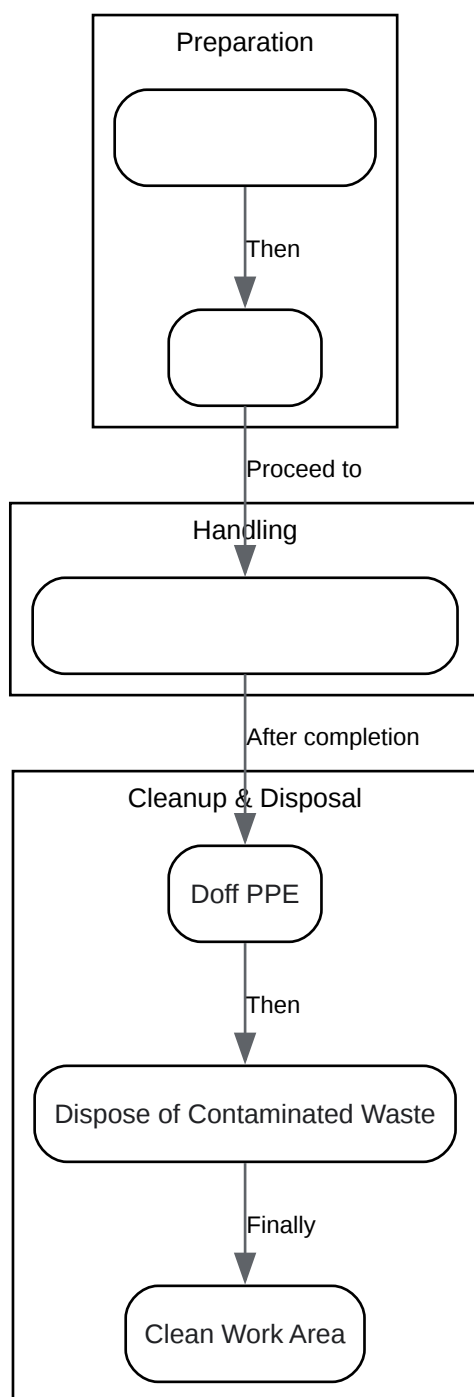 Preparation
Then
Proceed to
Handling
After completion
Cleanup & Disposal
Doff PPE
Then
Dispose of Contaminated Waste
Finally
Clean Work Area